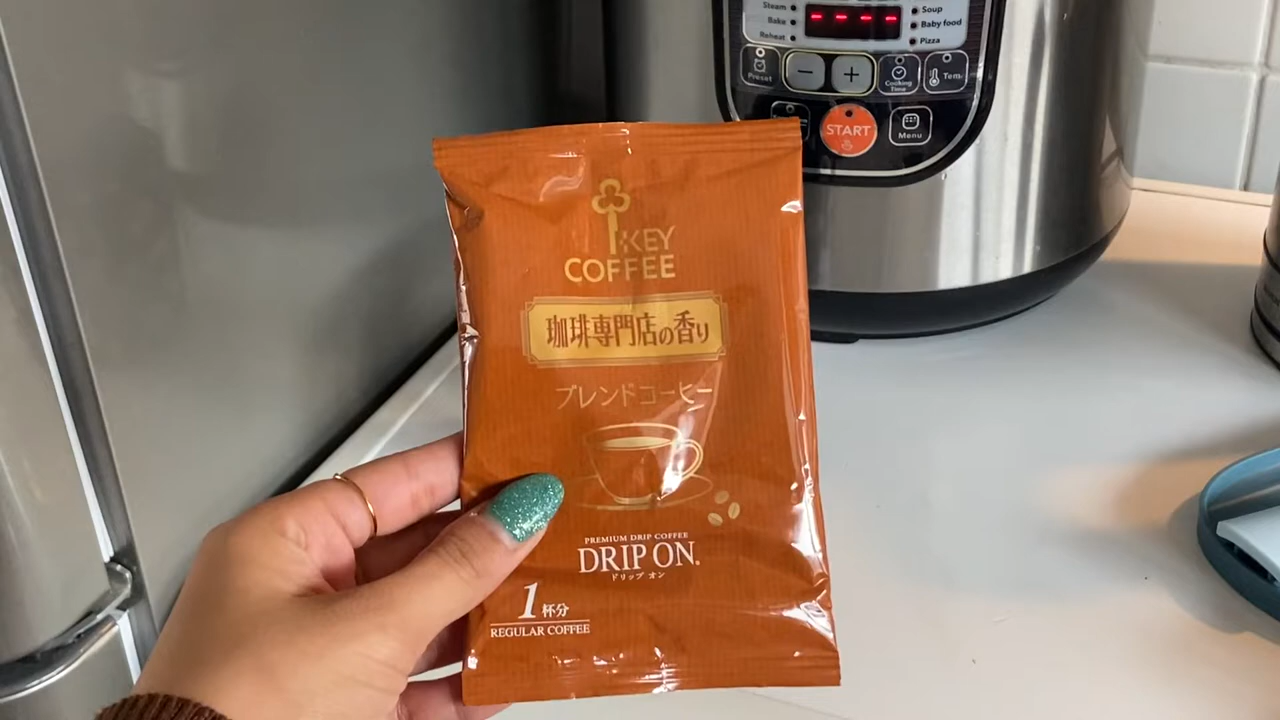 Steam
Bake
Reheat
Soup
Baby food
Pizza
Preset
−
+
Cooking Time
Tem
START
Menu
KEY
COFFEE
珈琲専門店の香り
ブレンドコーヒー
PREMIUM DRIP COFFEE
DRIP ON®
ドリップ オン
1杯分
REGULAR COFFEE